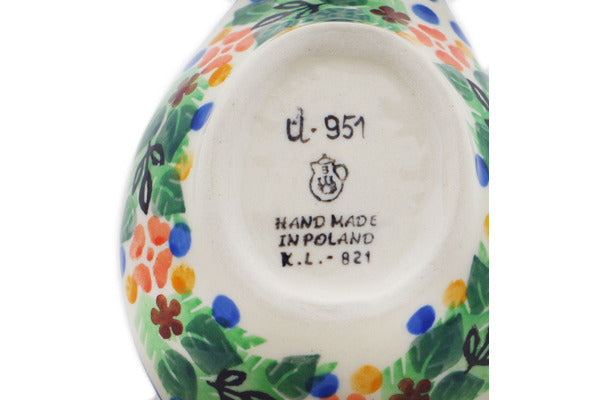 U-951
HAND MADE
IN POLAND
K.L.-821